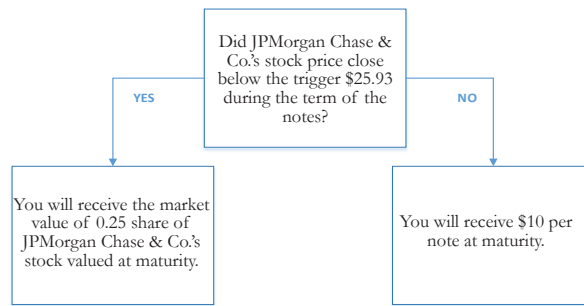 Did JPMorgan Chase &
Co.'s stock price close
below the trigger $25.93
during the term of the
notes?
YES
NO
You will receive the market
value of 0.25 share of
JPMorgan Chase & Co.'s
stock valued at maturity.
You will receive $10 per
note at maturity.